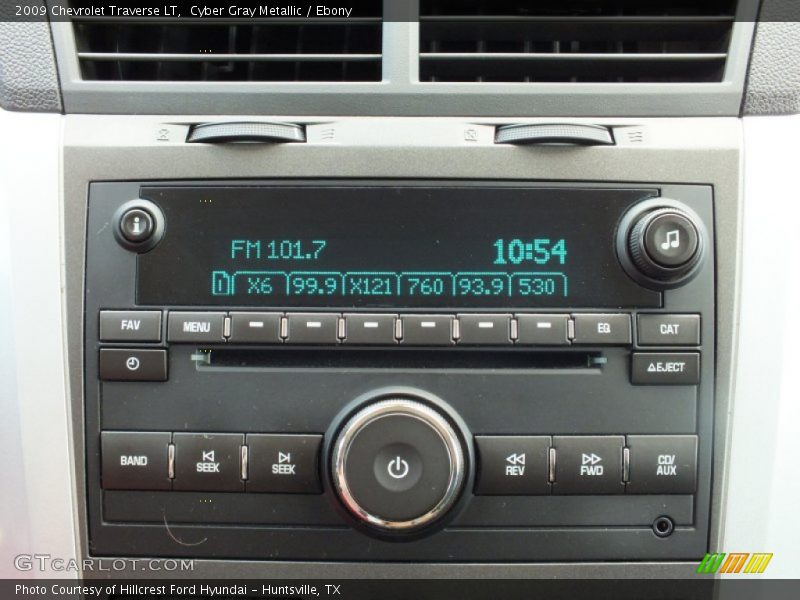 2009 Chevrolet Traverse LT,  Cyber Gray Metallic / Ebony
i
FM 101.7 10:54
1 X6 99.9 X121 760 93.9 530
FAV MENU EQ CAT
EJECT
BAND SEEK SEEK REV FWD CD/
AUX
GTCARLOT.COM
Photo Courtesy of Hillcrest Ford Hyundai – Huntsville, TX